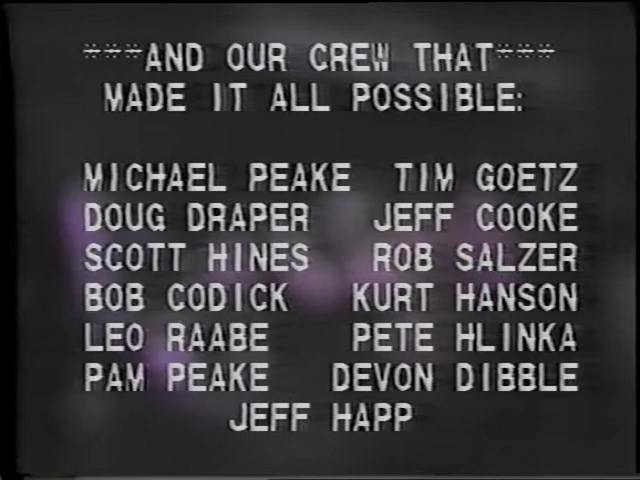 ***AND OUR CREW THAT***
MADE IT ALL POSSIBLE:
MICHAEL PEAKE TIM GOETZ
DOUG DRAPER JEFF COOKE
SCOTT HINES ROB SALZER
BOB CODICK KURT HANSON
LEO RAABE PETE HLINKA
PAM PEAKE DEVON DIBBLE
JEFF HAPP